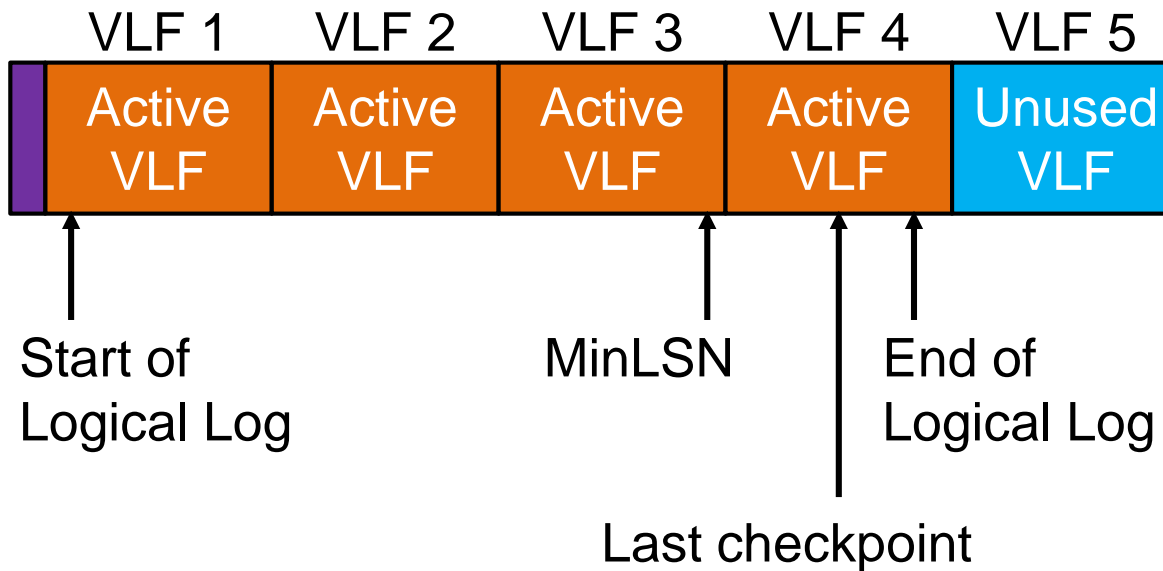 VLF 1 VLF 2 VLF 3 VLF 4 VLF 5
Active Active Active Active Unused
VLF VLF VLF VLF VLF
Start of MinLSN End of
Logical Log Logical Log
Last checkpoint